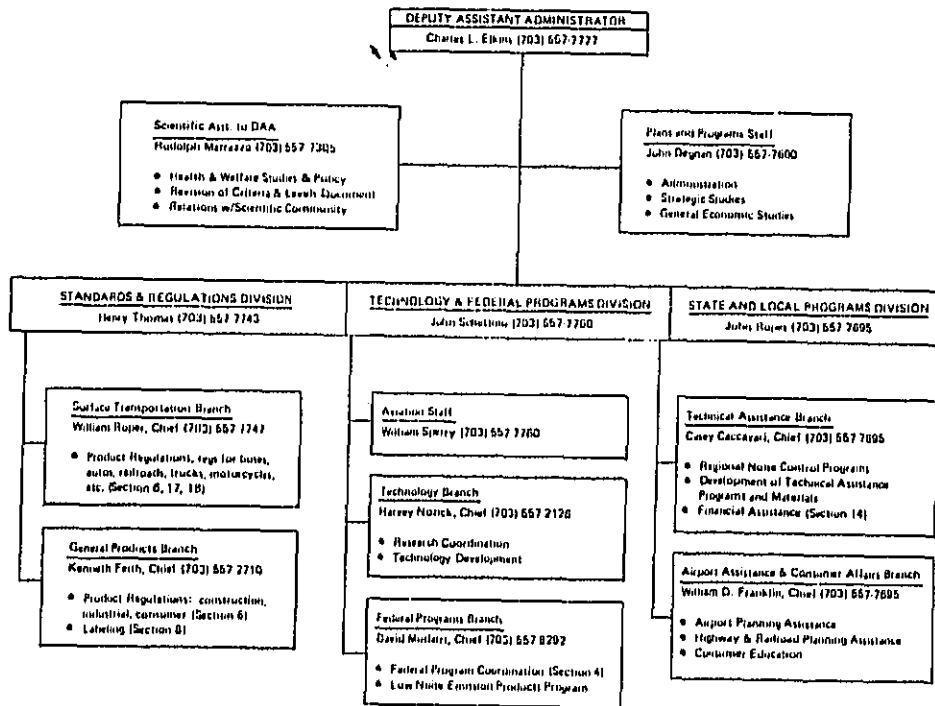 DEPUTY ASSISTANT ADMINISTRATOR
Charles L. Elkins (703) 557-7777
Scientific Asst. to DAA
Rudolph Marrazzo (703) 557-7305
• Health & Welfare Studies & Policy
• Revision of Criteria & Levels Document
• Relations w/Scientific Community
Plans and Programs Staff
John Degnan (703) 557-7600
• Administration
• Strategic Studies
• General Economic Studies
STANDARDS & REGULATIONS DIVISION
Henry Thomas (703) 557 7743
TECHNOLOGY & FEDERAL PROGRAMS DIVISION
John Schettino (703) 557-7760
STATE AND LOCAL PROGRAMS DIVISION
John Ropes (703) 557 7695
Surface Transportation Branch
William Roper, Chief (703) 557 7747
• Product Regulations, regs for buses,
autos, railroads, trucks, motorcycles,
etc. (Section 6, 17, 18)
General Products Branch
Kenneth Feith, Chief (703) 557 2710
• Product Regulations: construction,
industrial, consumer (Section 6)
• Labeling (Section 8)
Aviation Staff
William Sperry (703) 557 7760
Technology Branch
Harvey Nozick, Chief (703) 557 2126
• Research Coordination
• Technology Development
Federal Programs Branch
David Chief (703) 557 8292
• Federal Program Coordination (Section 4)
• Low Noise Emission Products Program
Technical Assistance Branch
Casey Caccavari, Chief (703) 557 7695
• Regional Noise Control Programs
• Development of Technical Assistance
Programs and Materials
• Financial Assistance (Section 14)
Airport Assistance & Consumer Affairs Branch
William D. Franklin, Chief (703) 557-7695
• Airport Planning Assistance
• Highway & Railroad Planning Assistance
• Consumer Education